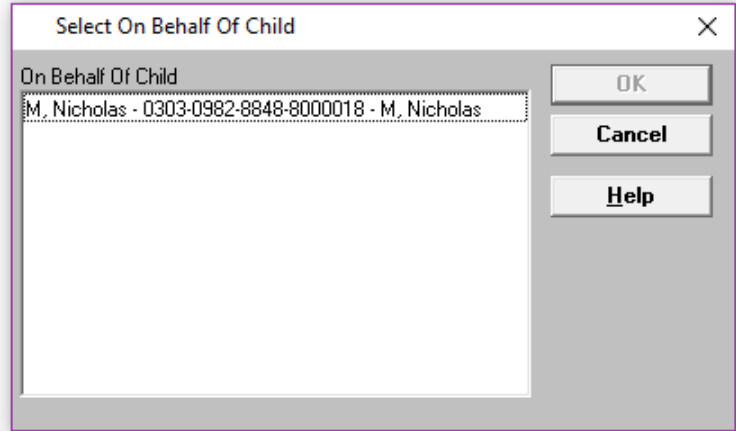 Select On Behalf Of Child
On Behalf Of Child
M, Nicholas - 0303-0982-8848-8000018 - M, Nicholas
OK
Cancel
Help